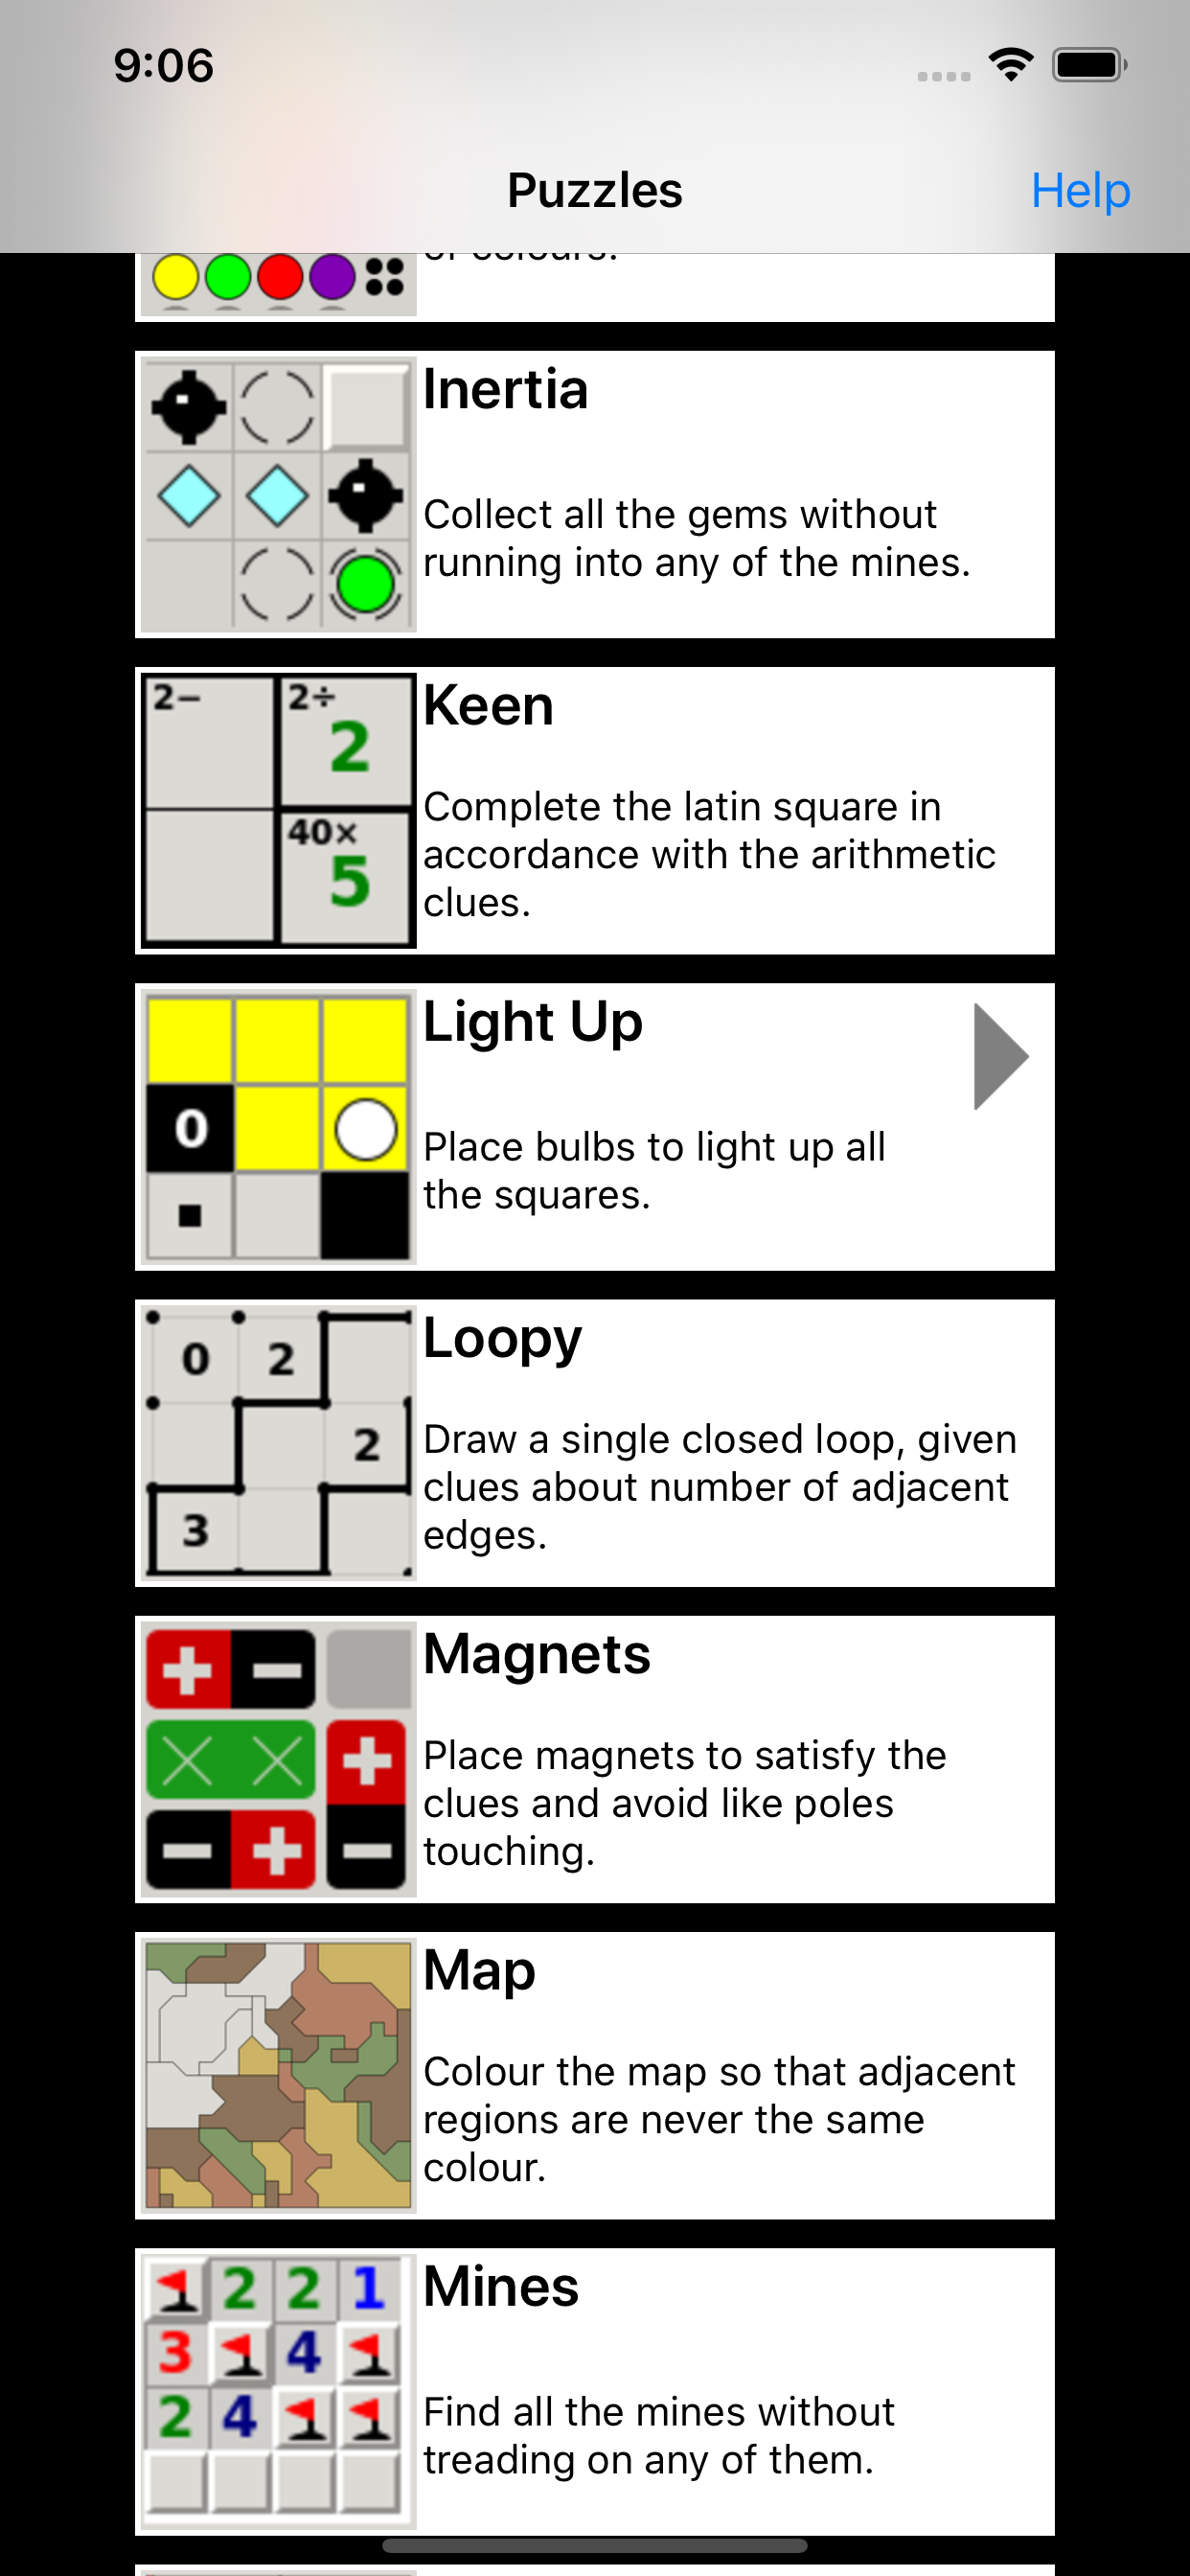 9:06
Puzzles
Help
of colours.
Inertia
Collect all the gems without
running into any of the mines.
2− 2÷
2
40×
5
Keen
Complete the latin square in
accordance with the arithmetic
clues.
0
Light Up
Place bulbs to light up all
the squares.
0 2
2
3
Loopy
Draw a single closed loop, given
clues about number of adjacent
edges.
Magnets
Place magnets to satisfy the
clues and avoid like poles
touching.
Map
Colour the map so that adjacent
regions are never the same
colour.
2 2 1
3 4
2 4
Mines
Find all the mines without
treading on any of them.